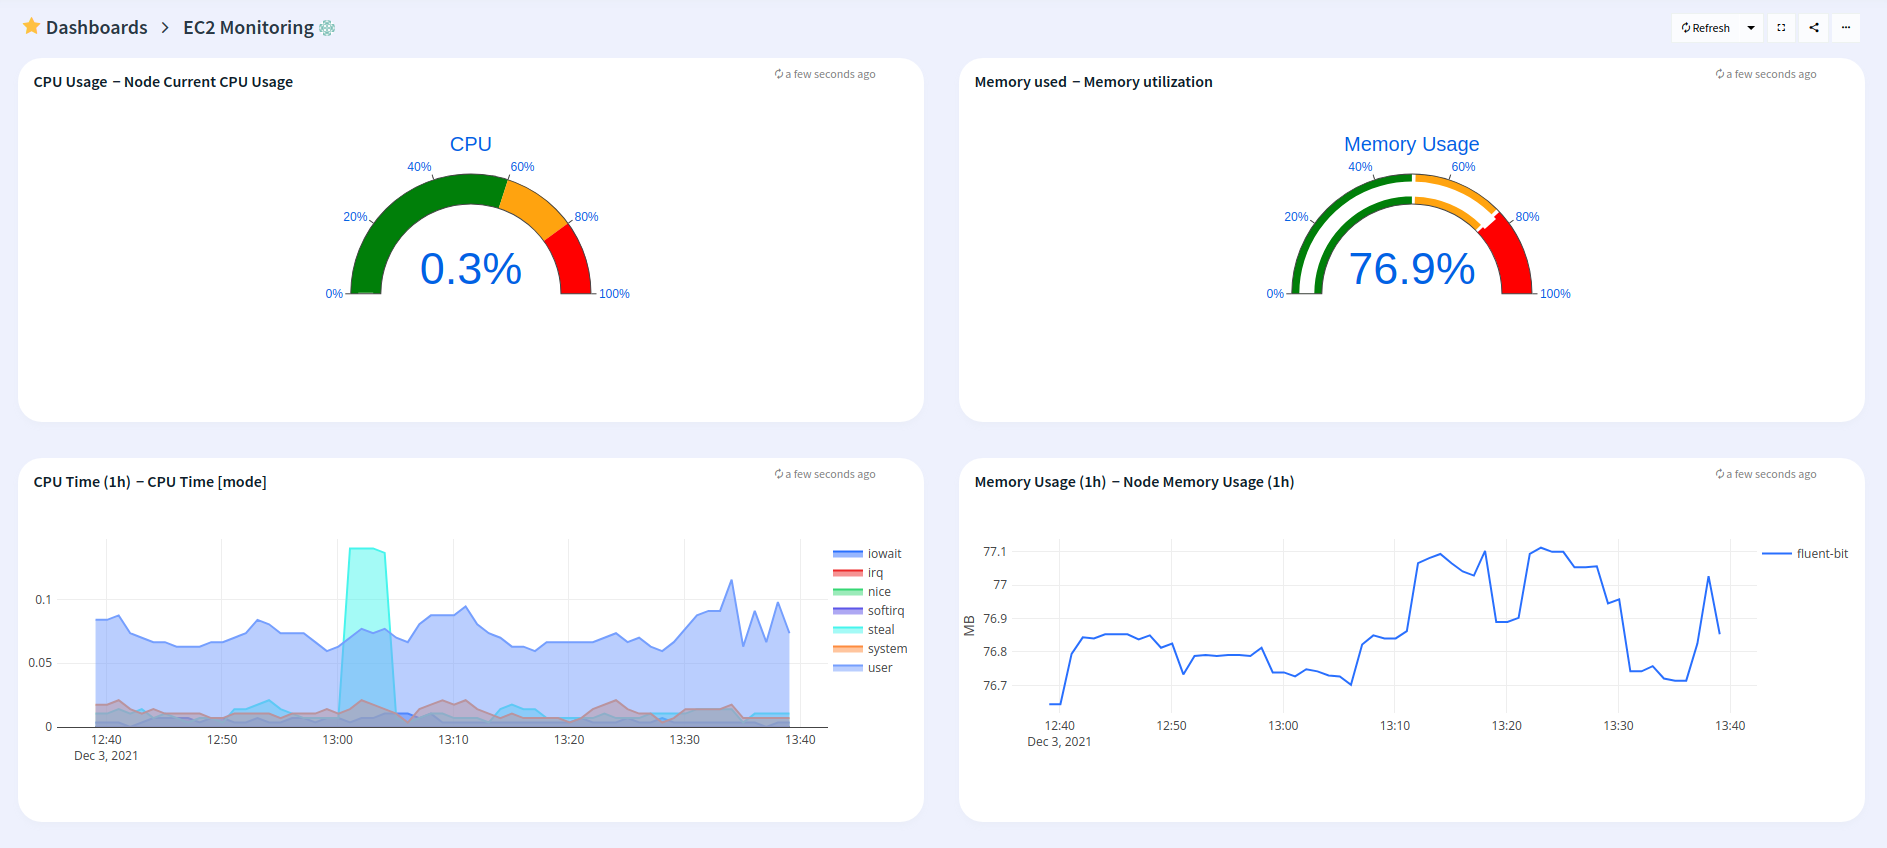 Dashboards > EC2 Monitoring
Refresh
CPU Usage – Node Current CPU Usage
a few seconds ago
CPU
0%
20%
40%
60%
80%
100%
0.3%
Memory used – Memory utilization
a few seconds ago
Memory Usage
0%
20%
40%
60%
80%
100%
76.9%
CPU Time (1h) – CPU Time [mode]
a few seconds ago
0.1
0.05
0
12:40
Dec 3, 2021
12:50
13:00
13:10
13:20
13:30
13:40
iowait
irq
nice
softirq
steal
system
user
Memory Usage (1h) – Node Memory Usage (1h)
a few seconds ago
MB
77.1
77
76.9
76.8
76.7
12:40
Dec 3, 2021
12:50
13:00
13:10
13:20
13:30
13:40
fluent-bit